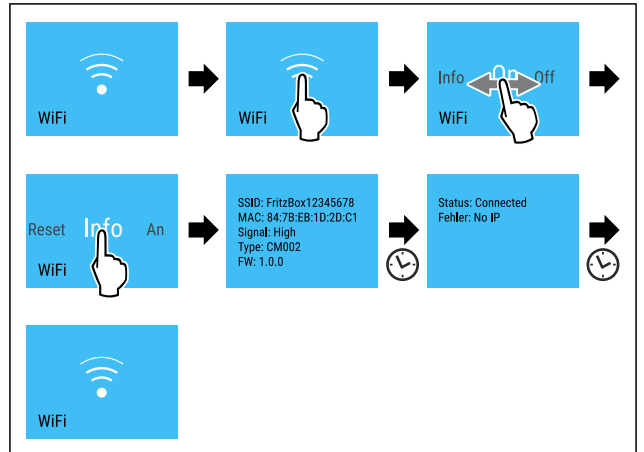 WiFi
WiFi
Info On Off
WiFi
Reset Info An
WiFi
SSID: FritzBox12345678
MAC: 84:7B:EB:1D:2D:C1
Signal: High
Type: CM002
FW: 1.0.0
Status: Connected
Fehler: No IP
WiFi